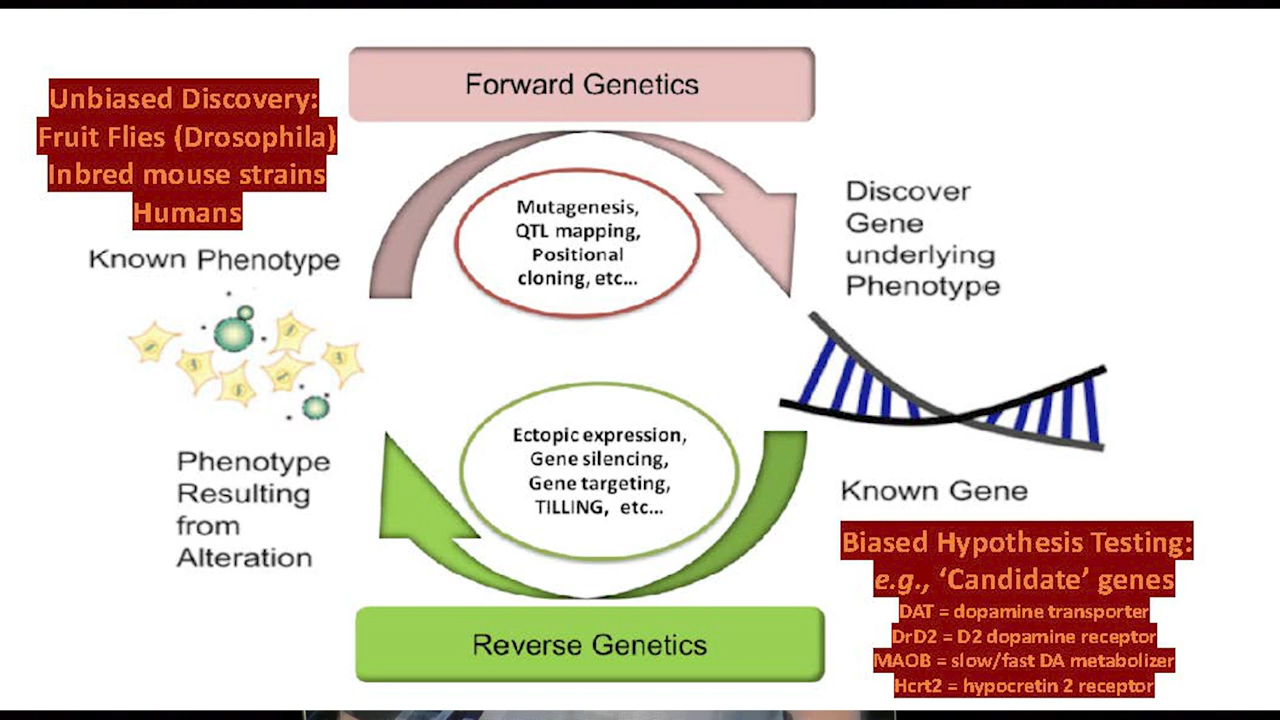 Forward Genetics
Unbiased Discovery:
Fruit Flies (Drosophila)
Inbred mouse strains
Humans
Known Phenotype
Mutagenesis,
QTL mapping,
Positional
cloning, etc...
Discover
Gene
underlying
Phenotype
Ectopic expression,
Gene silencing,
Gene targeting,
TILLING, etc...
Phenotype
Resulting
from
Alteration
Known Gene
Biased Hypothesis Testing:
e.g., ‘Candidate’ genes
DAT = dopamine transporter
DrD2 = D2 dopamine receptor
MAOB = slow/fast DA metabolizer
Hcrt2 = hypocretin 2 receptor
Reverse Genetics